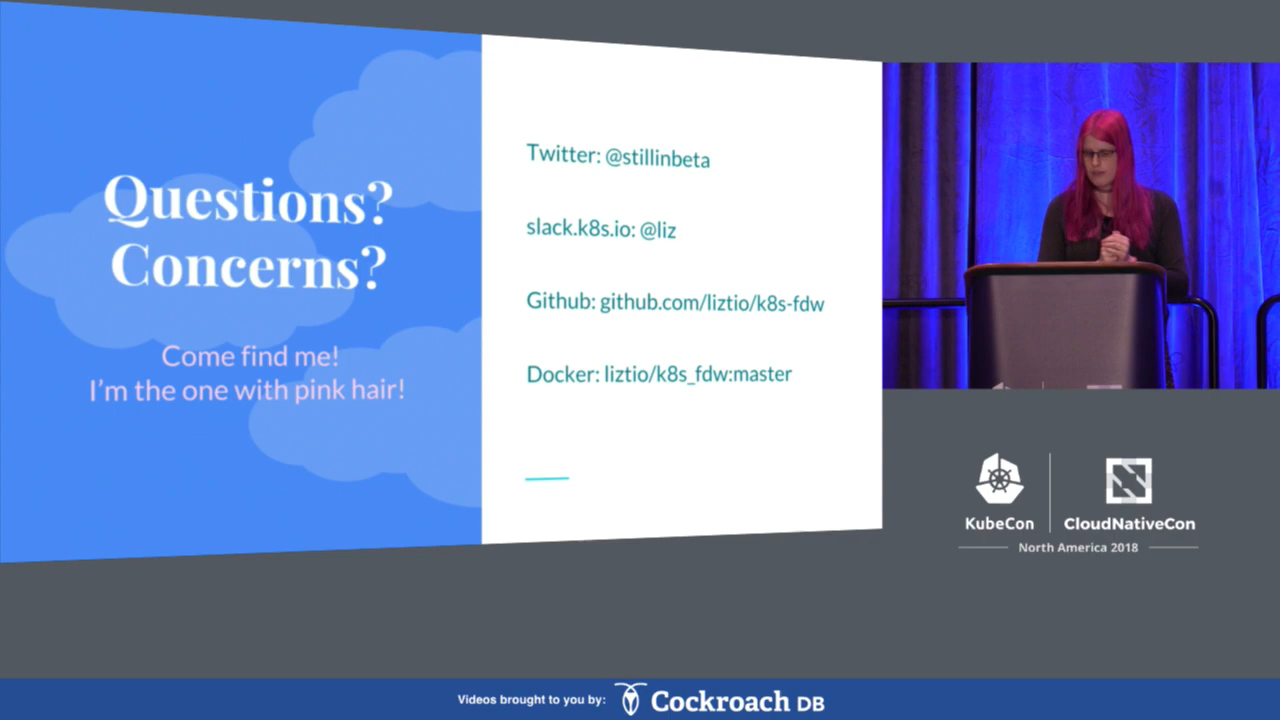 Questions?
Concerns?
Come find me!
I'm the one with pink hair!
Twitter: @stillinbeta
slack.k8s.io: @liz
Github: github.com/liztio/k8s-fdw
Docker: liztio/k8s_fdw:master
KubeCon
CloudNativeCon
North America 2018
Videos brought to you by:
Cockroach DB